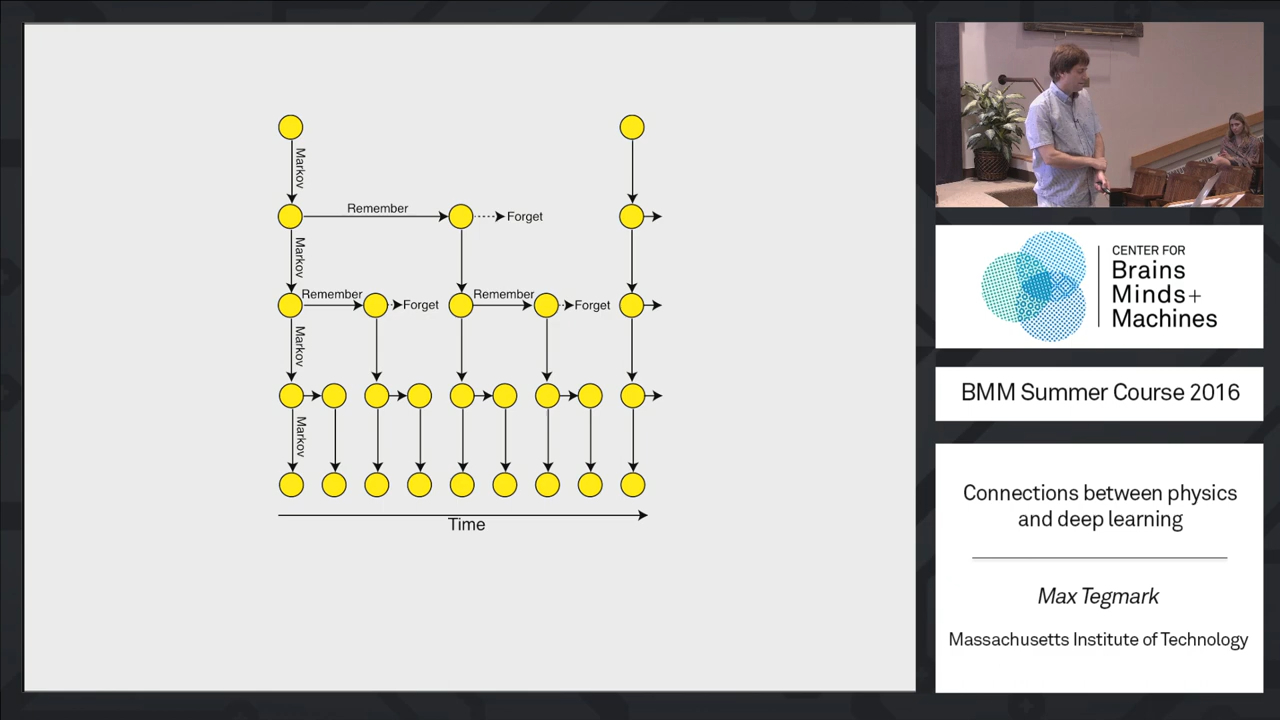 Markov
Remember
Forget
Markov
Remember
Forget
Remember
Forget
Markov
Markov
Time
CENTER FOR
Brains
Minds+
Machines
BMM Summer Course 2016
Connections between physics
and deep learning
Max Tegmark
Massachusetts Institute of Technology